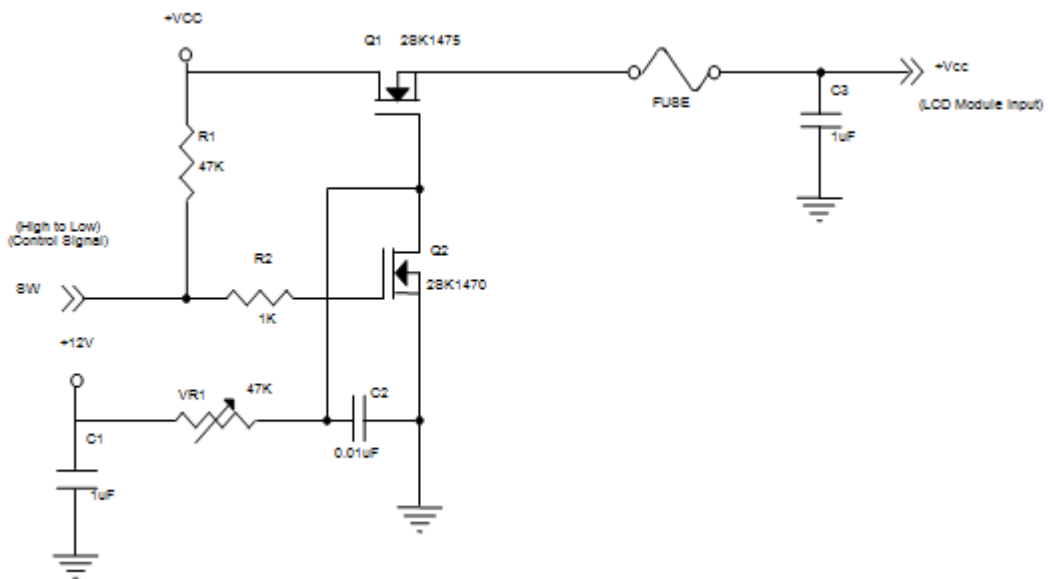 +VCC
Q1 2SK1475
+Vcc
FUSE
C3
(LCD Module Input)
1uF
R1
47K
(High to Low)
(Control Signal)
R2
Q2
SW
2SK1470
1K
+12V
VR1
47K
C2
C1
0.01uF
1uF